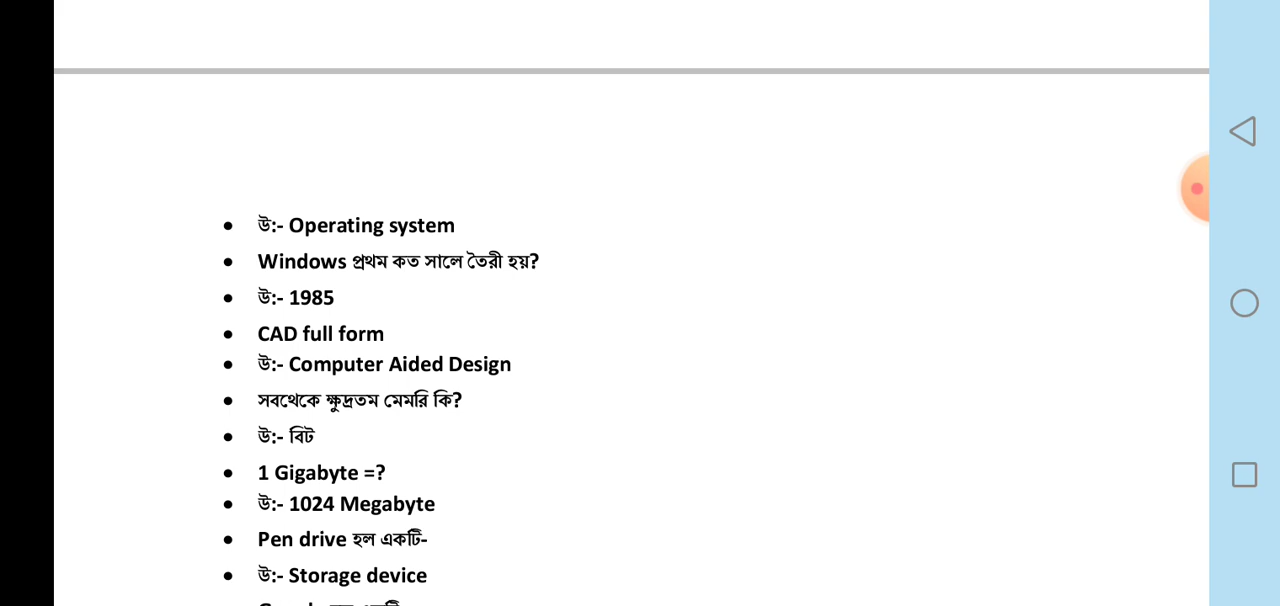 উ:- Operating system
Windows প্রথম কত সালে তৈরী হয়?
উ:- 1985
CAD full form
উ:- Computer Aided Design
সবথেকে ক্ষুদ্রতম মেমরি কি?
উ:- বিট
1 Gigabyte =?
উ:- 1024 Megabyte
Pen drive হল একটি-
উ:- Storage device